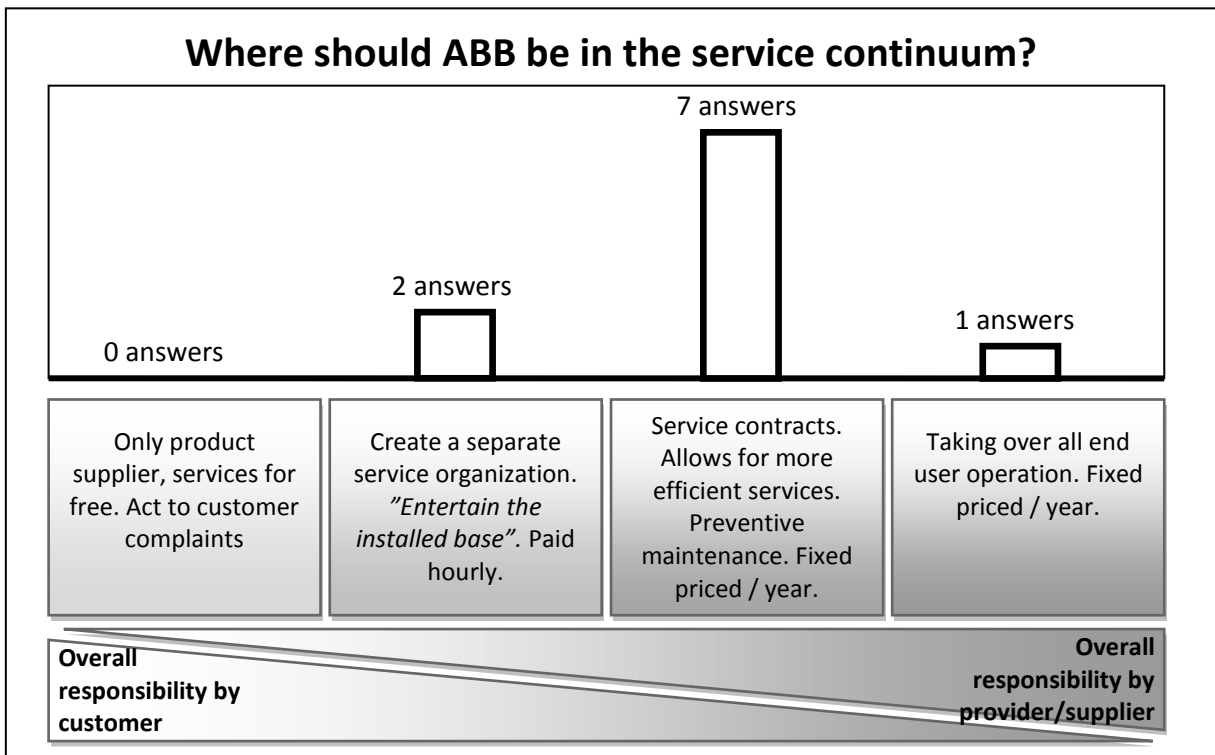 Where should ABB be in the service continuum?
7 answers
2 answers
1 answers
0 answers
Only product
supplier, services for
free. Act to customer
complaints
Create a separate
service organization.
”Entertain the
installed base”. Paid
hourly.
Service contracts.
Allows for more
efficient services.
Preventive
maintenance. Fixed
priced / year.
Taking over all end
user operation. Fixed
priced / year.
Overall
responsibility by
customer
Overall
responsibility by
provider/supplier